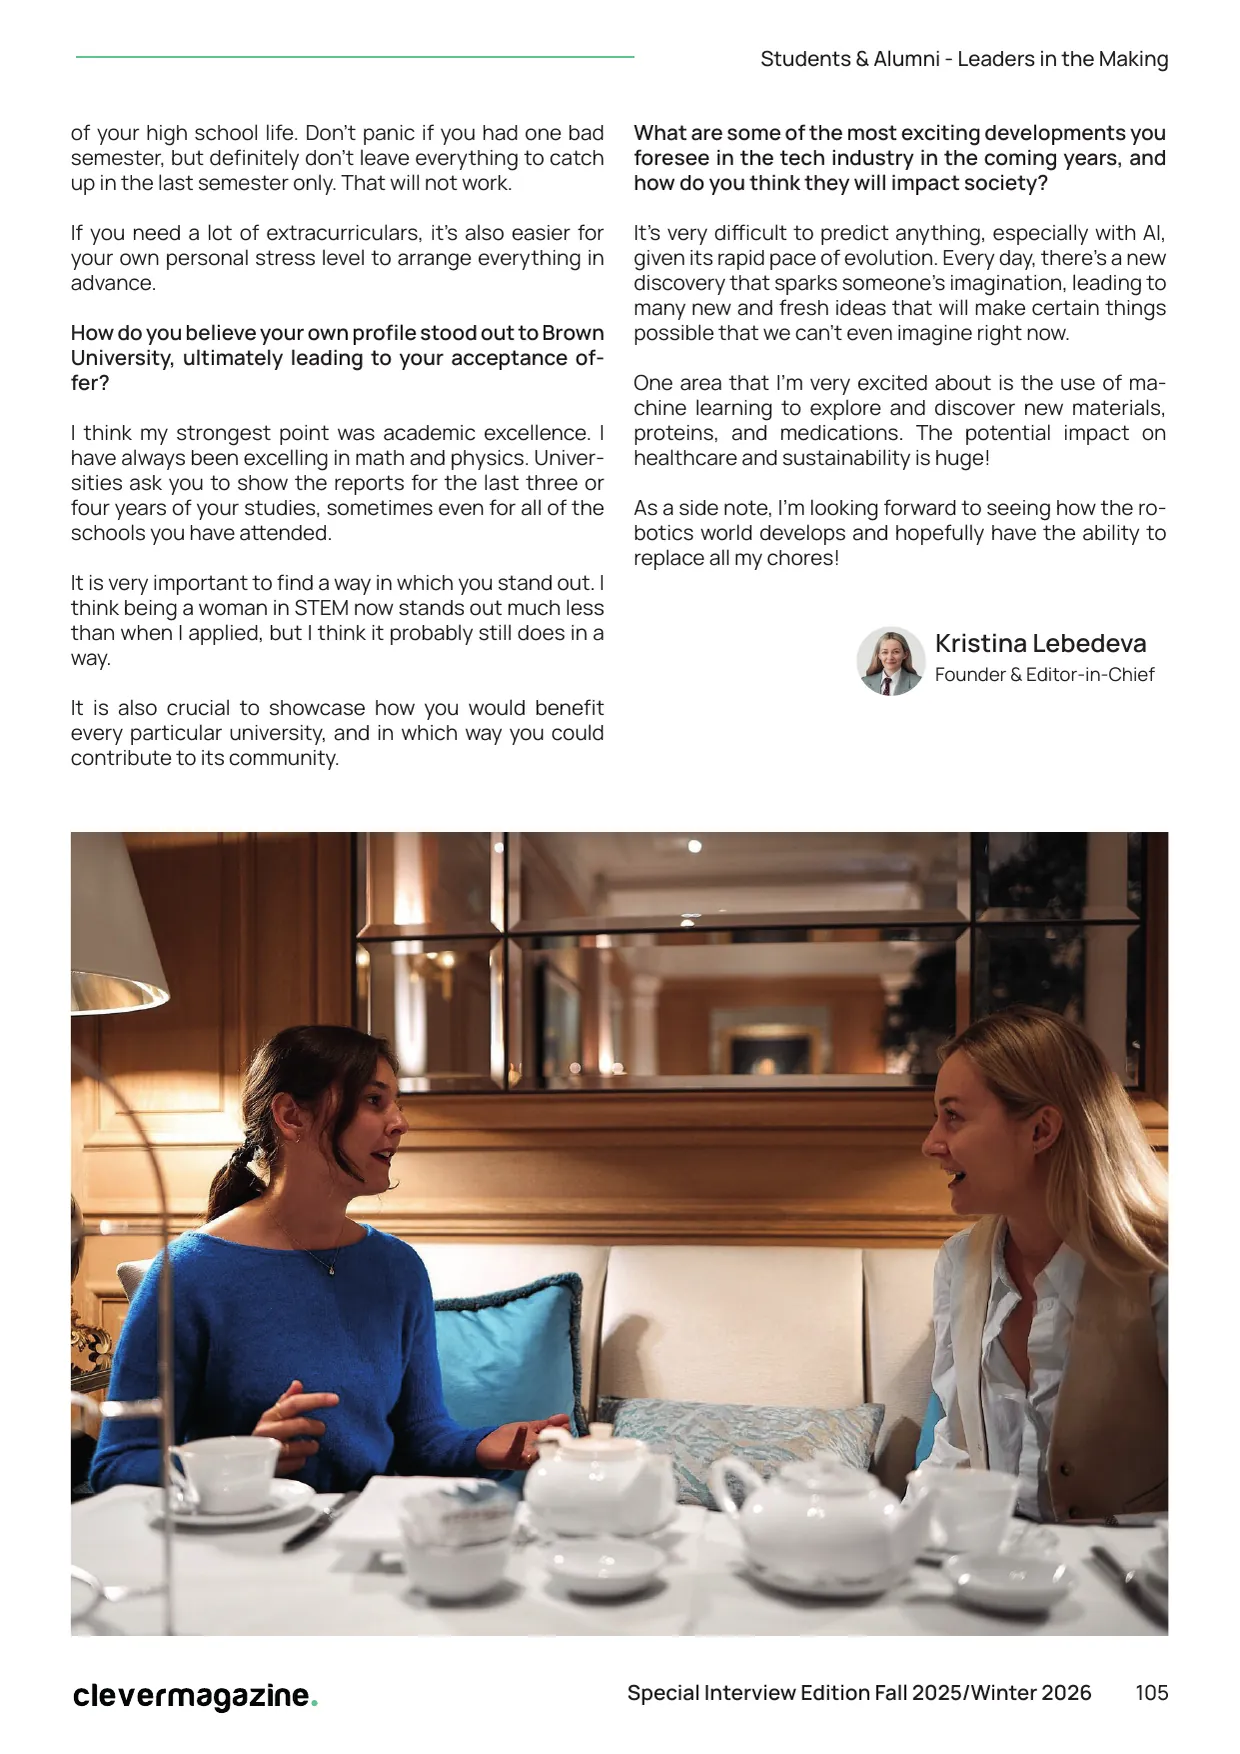 Students & Alumni - Leaders in the Making
of your high school life. Don't panic if you had one bad
semester, but definitely don't leave everything to catch
up in the last semester only. That will not work.
If you need a lot of extracurriculars, it's also easier for
your own personal stress level to arrange everything in
advance.
How do you believe your own profile stood out to Brown
University, ultimately leading to your acceptance of-
fer?
I think my strongest point was academic excellence. I
have always been excelling in math and physics. Univer-
sities ask you to show the reports for the last three or
four years of your studies, sometimes even for all of the
schools you have attended.
It is very important to find a way in which you stand out. I
think being a woman in STEM now stands out much less
than when I applied, but I think it probably still does in a
way.
It is also crucial to showcase how you would benefit
every particular university, and in which way you could
contribute to its community.
What are some of the most exciting developments you
foresee in the tech industry in the coming years, and
how do you think they will impact society?
It's very difficult to predict anything, especially with AI,
given its rapid pace of evolution. Every day, there's a new
discovery that sparks someone's imagination, leading to
many new and fresh ideas that will make certain things
possible that we can't even imagine right now.
One area that I'm very excited about is the use of ma-
chine learning to explore and discover new materials,
proteins, and medications. The potential impact on
healthcare and sustainability is huge!
As a side note, I'm looking forward to seeing how the ro-
botics world develops and hopefully have the ability to
replace all my chores!
Kristina Lebedeva
Founder & Editor-in-Chief
clevermagazine.
Special Interview Edition Fall 2025/Winter 2026 105